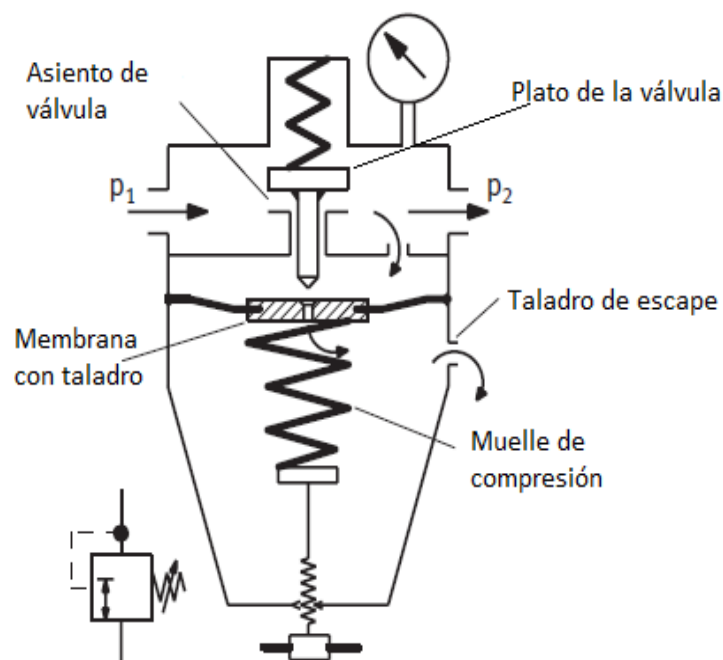 Asiento de
válvula
Plato de la válvula
p1
p2
Taladro de escape
Membrana
con taladro
Muelle de
compresión